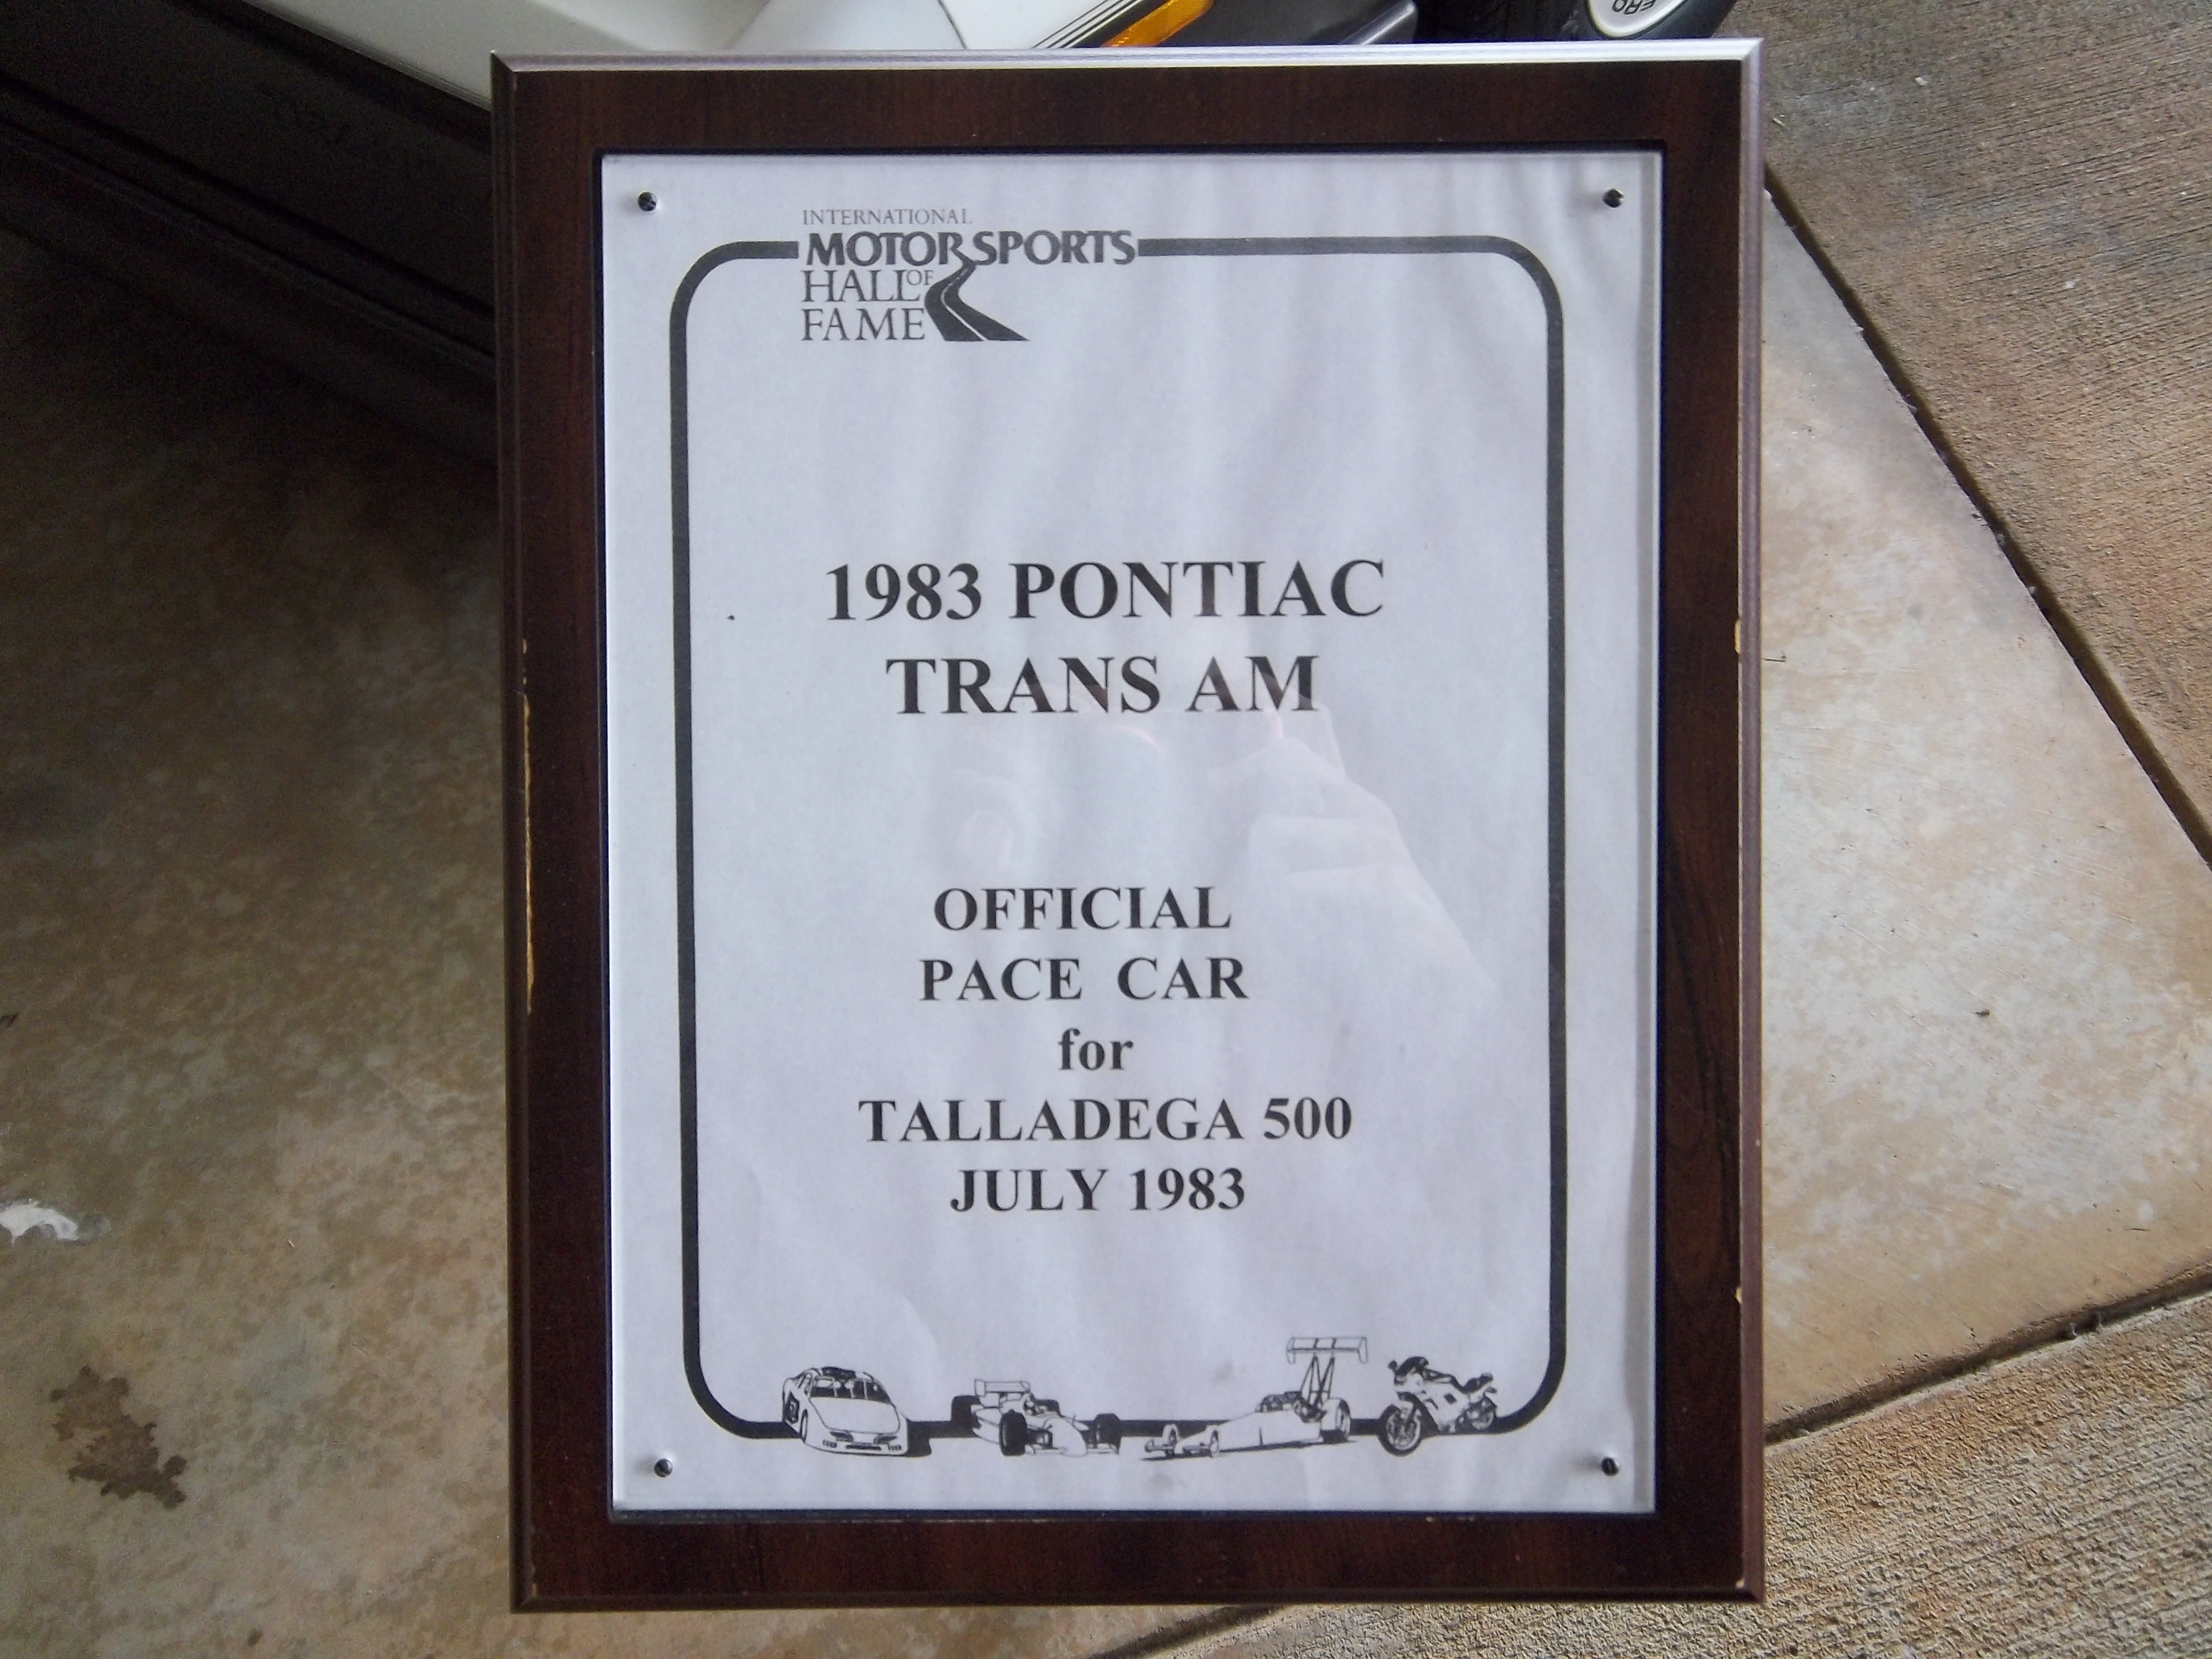 INTERNATIONAL
MOTORSPORTS
HALL OF
FAME
1983 PONTIAC
TRANS AM
OFFICIAL
PACE CAR
for
TALLADEGA 500
JULY 1983